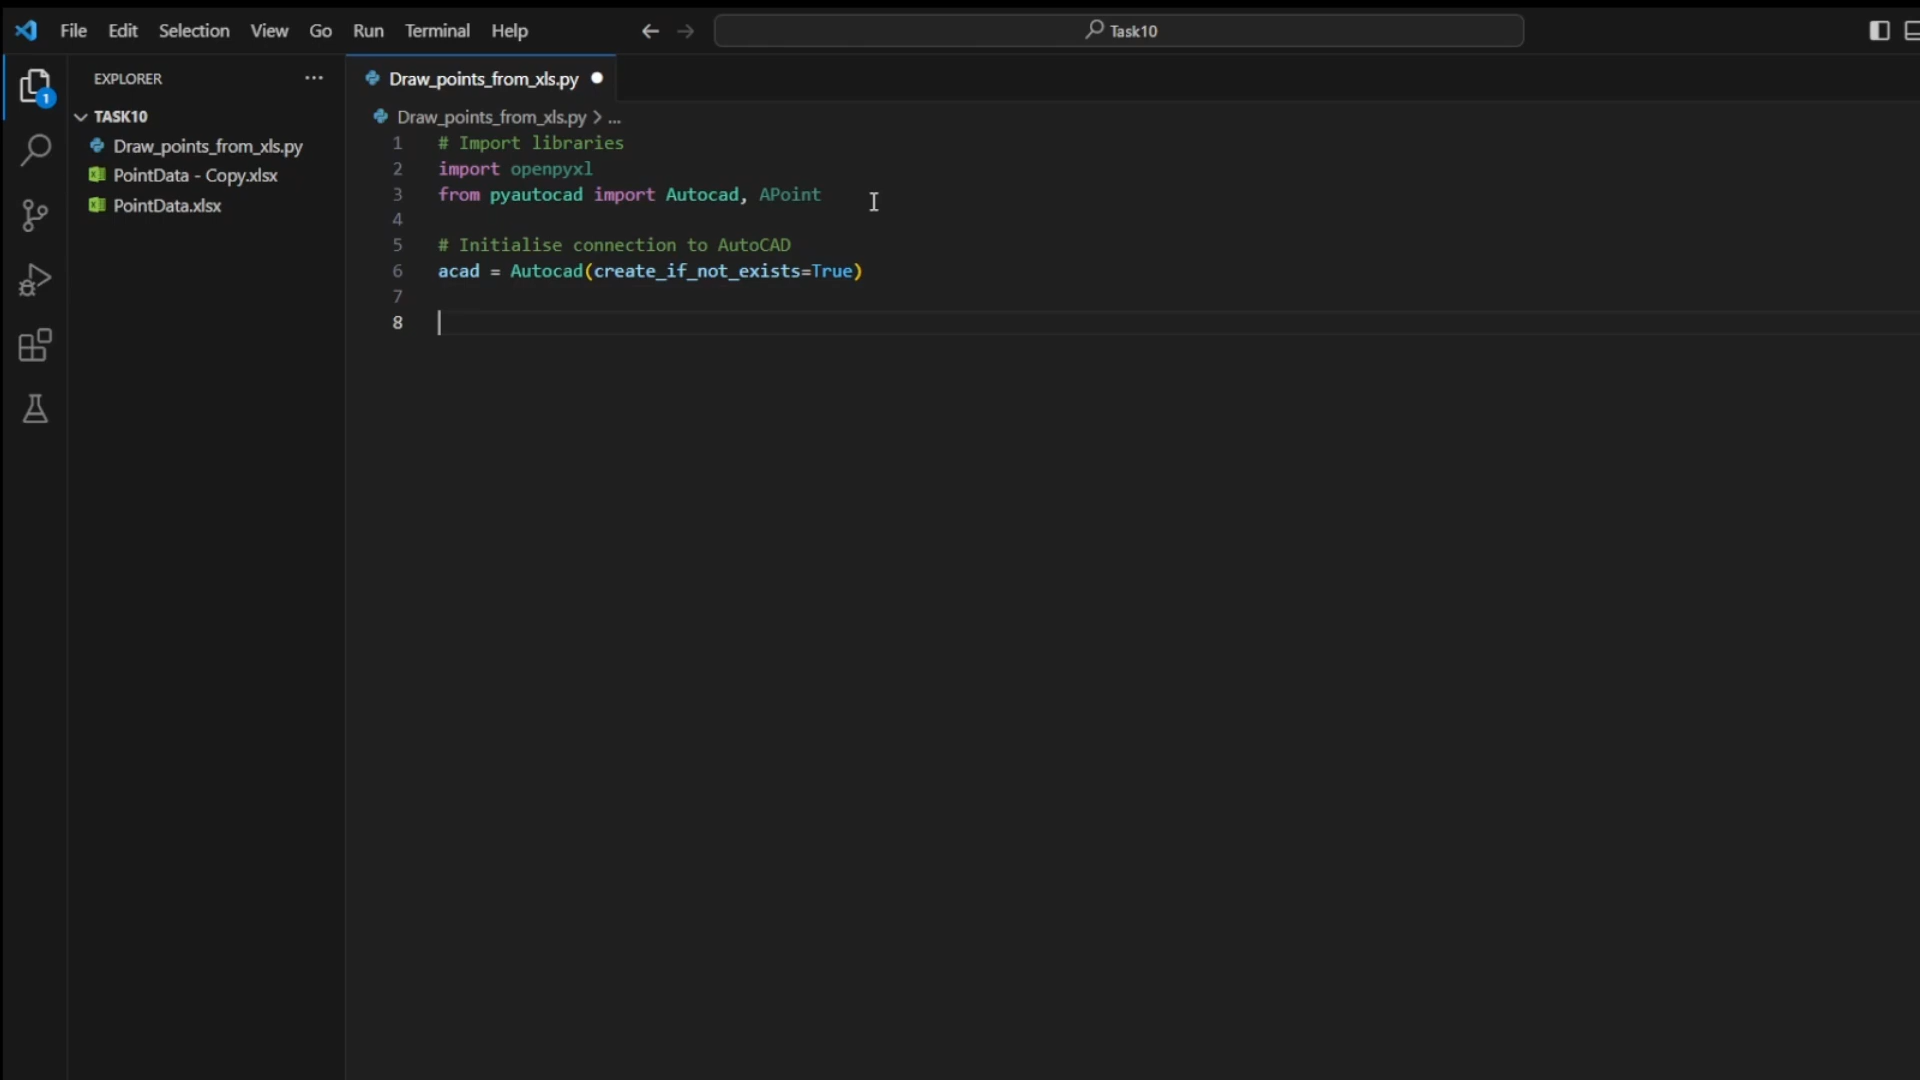 File Edit Selection View Go Run Terminal Help
Task10
EXPLORER
Draw_points_from_xls.py
1
TASK10
Draw_points_from_xls.py
PointData - Copy.xlsx
PointData.xlsx
Draw_points_from_xls.py > ...
1 # Import libraries
2 import openpyxl
3 from pyautocad import Autocad, APoint
4
5 # Initialise connection to AutoCAD
6 acad = Autocad(create_if_not_exists=True)
7
8